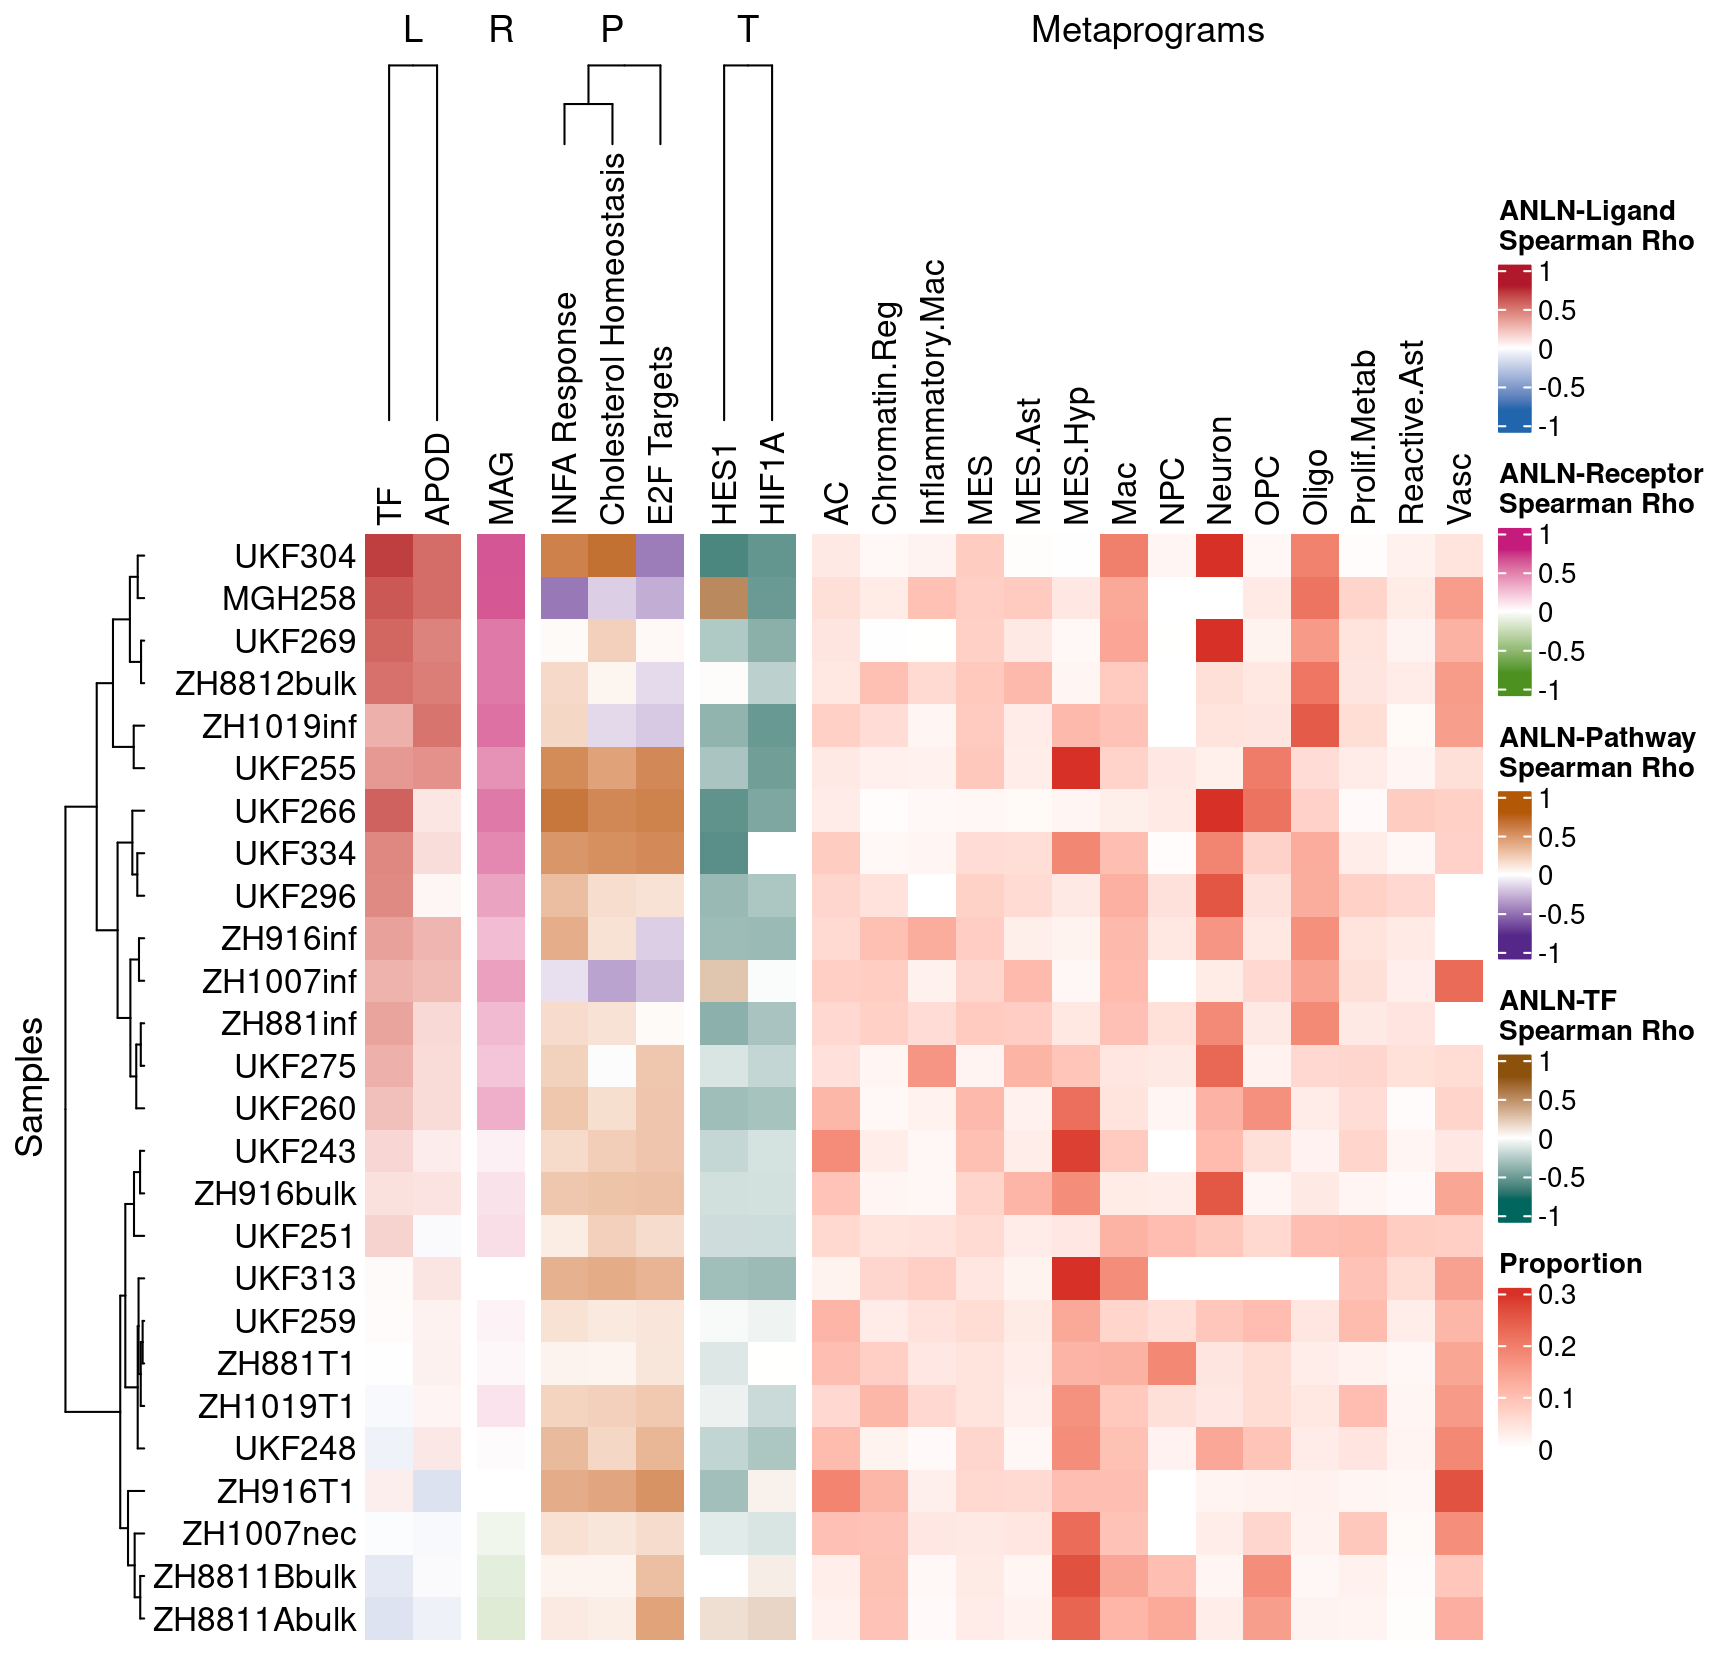 L R P T Metaprograms
TF
APOD
MAG
INFA Response
Cholesterol Homeostasis
E2F Targets
HES1
HIF1A
AC
Chromatin.Reg
Inflammatory.Mac
MES
MES.Ast
MES.Hyp
Mac
NPC
Neuron
OPC
Oligo
Prolif.Metab
Reactive.Ast
Vasc
Samples
UKF304
MGH258
UKF269
ZH8812bulk
ZH1019inf
UKF255
UKF266
UKF334
UKF296
ZH916inf
ZH1007inf
ZH881inf
UKF275
UKF260
UKF243
ZH916bulk
UKF251
UKF313
UKF259
ZH881T1
ZH1019T1
UKF248
ZH916T1
ZH1007nec
ZH8811Bbulk
ZH8811Abulk
ANLN-Ligand
Spearman Rho
1
0.5
0
-0.5
-1
ANLN-Receptor
Spearman Rho
1
0.5
0
-0.5
-1
ANLN-Pathway
Spearman Rho
1
0.5
0
-0.5
-1
ANLN-TF
Spearman Rho
1
0.5
0
-0.5
-1
Proportion
0.3
0.2
0.1
0